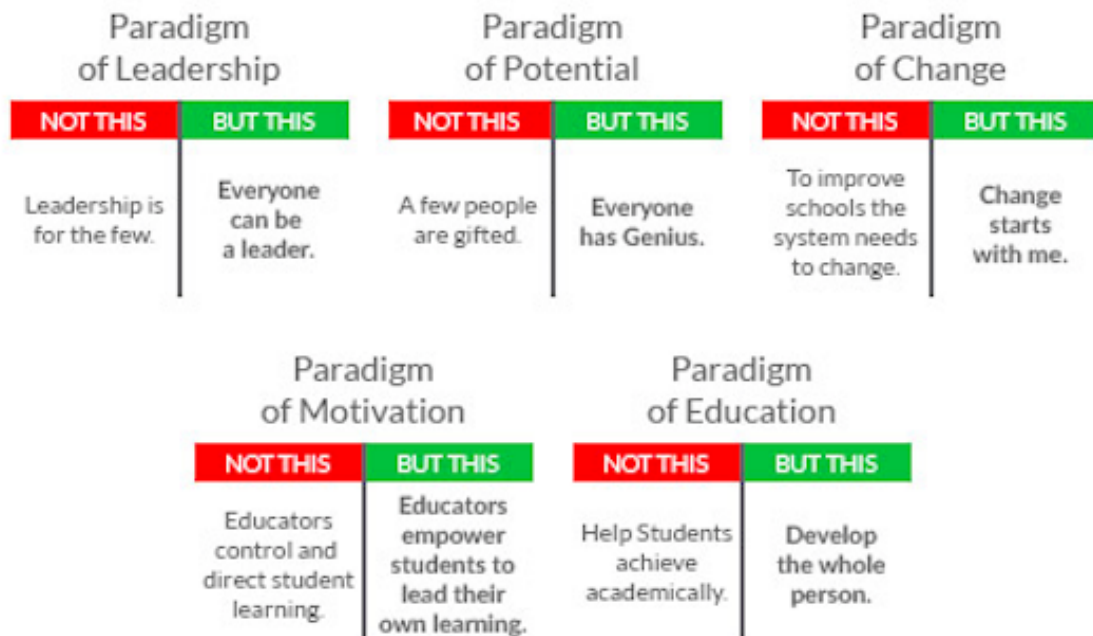 Paradigm
of Leadership
NOT THIS
BUT THIS
Leadership is
for the few.
Everyone
can be
a leader.
Paradigm
of Potential
NOT THIS
BUT THIS
A few people
are gifted.
Everyone
has Genius.
Paradigm
of Change
NOT THIS
BUT THIS
To improve
schools the
system needs
to change.
Change
starts
with me.
Paradigm
of Motivation
NOT THIS
BUT THIS
Educators
control and
direct student
learning.
Educators
empower
students to
lead their
own learning.
Paradigm
of Education
NOT THIS
BUT THIS
Help Students
achieve
academically.
Develop
the whole
person.